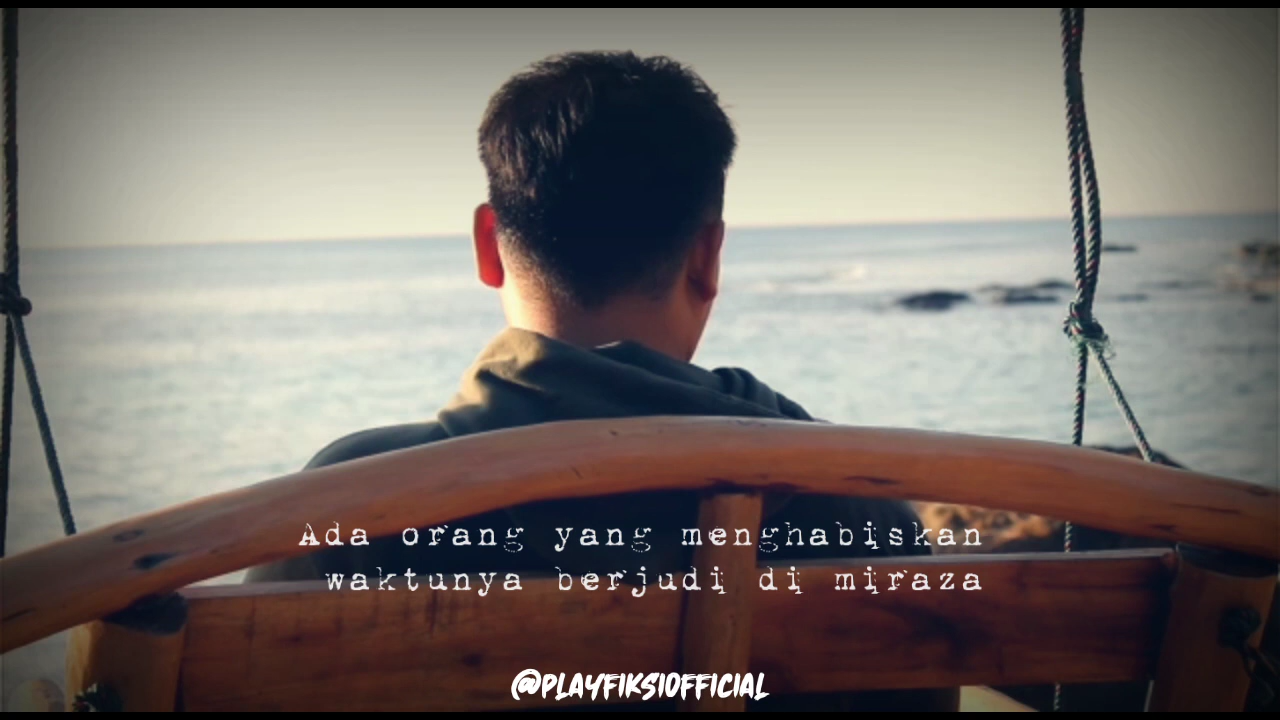 Ada orang yang menghabiskan
waktunya berjudi di miraza
@PLAYFIKSIOFFICIAL